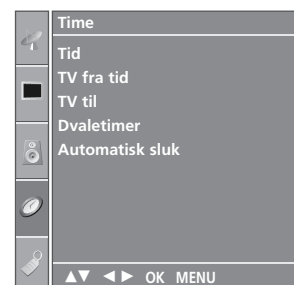 Time
Tid
TV fra tid
TV til
Dvaletimer
Automatisk sluk
▲▼ ◄► OK MENU